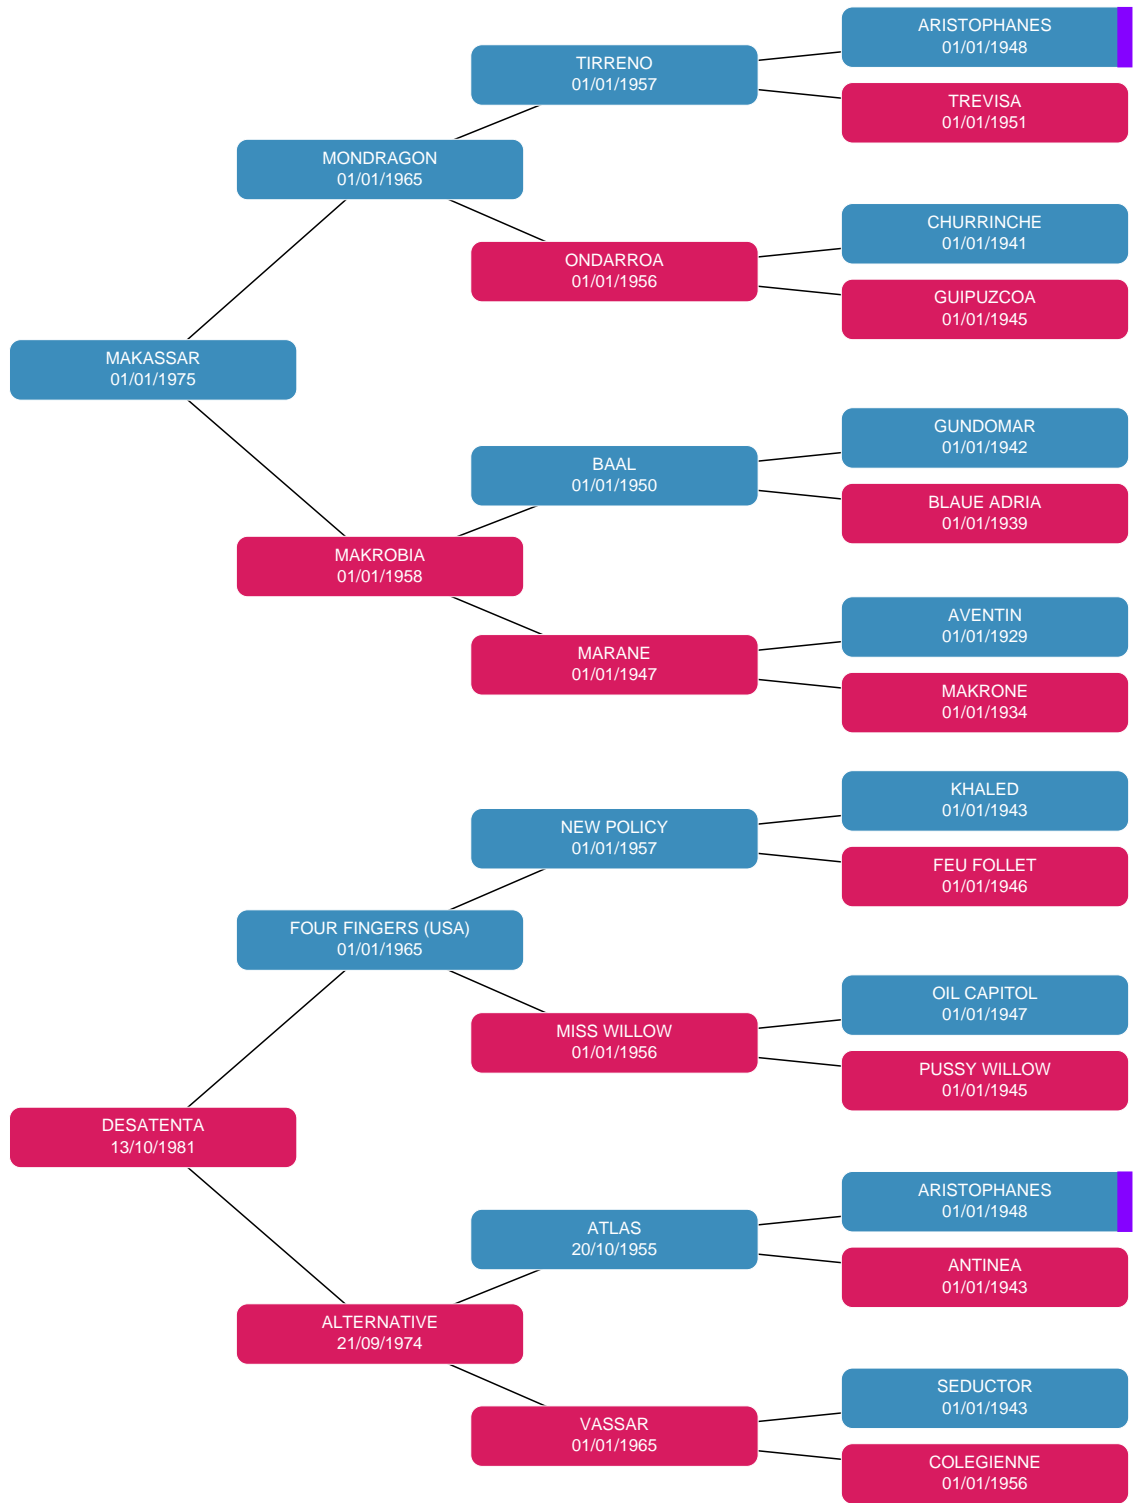 ARISTOPHANES
01/01/1948
TIRRENO
01/01/1957
TREVISA
01/01/1951
MONDRAGON
01/01/1965
CHURRINCHE
01/01/1941
ONDARROA
01/01/1956
GUIPUZCOA
01/01/1945
MAKASSAR
01/01/1975
GUNDOMAR
01/01/1942
BAAL
01/01/1950
BLAUE ADRIA
01/01/1939
MAKROBIA
01/01/1958
AVENTIN
01/01/1929
MARANE
01/01/1947
MAKRONE
01/01/1934
KHALED
01/01/1943
NEW POLICY
01/01/1957
FEU FOLLET
01/01/1946
FOUR FINGERS (USA)
01/01/1965
OIL CAPITOL
01/01/1947
MISS WILLOW
01/01/1956
PUSSY WILLOW
01/01/1945
DESATENTA
13/10/1981
ARISTOPHANES
01/01/1948
ATLAS
20/10/1955
ANTINEA
01/01/1943
ALTERNATIVE
21/09/1974
SEDUCTOR
01/01/1943
VASSAR
01/01/1965
COLEGIENNE
01/01/1956